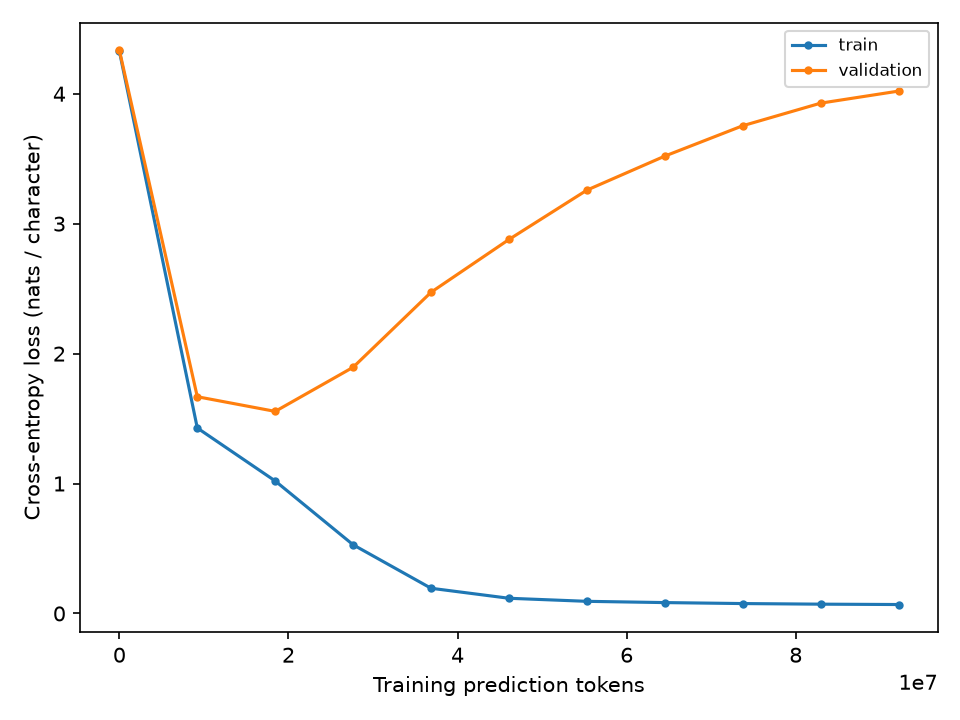 train
validation
Cross-entropy loss (nats / character)
4
3
2
1
0
0 2 4 6 8
1e7
Training prediction tokens